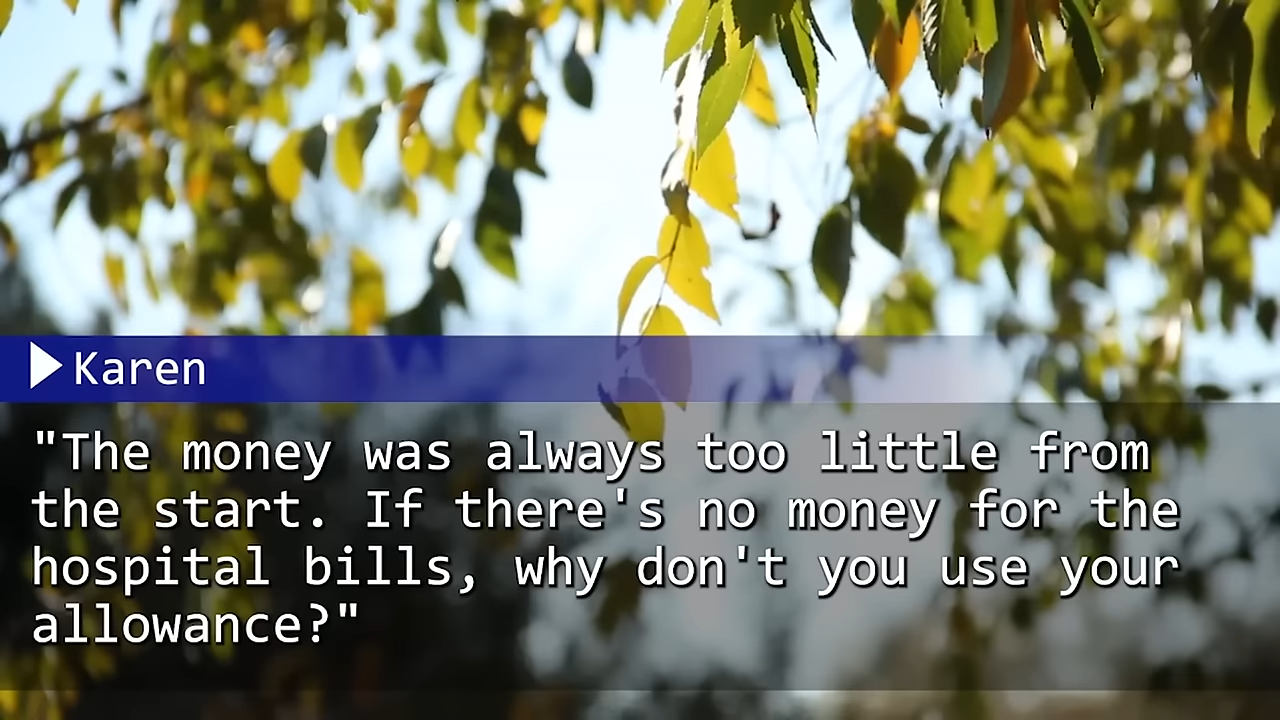 Karen
"The money was always too little from
the start. If there's no money for the
hospital bills, why don't you use your
allowance?"